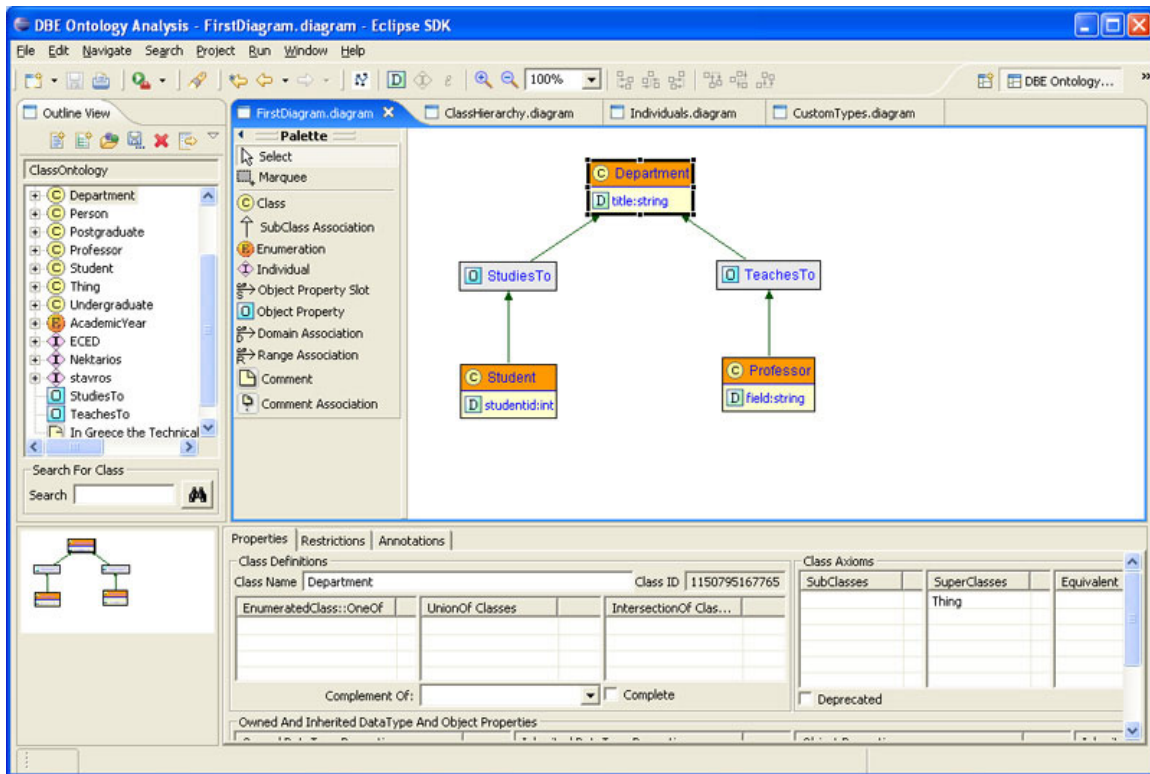 DBE Ontology Analysis - FirstDiagram.diagram - Eclipse SDK
File Edit Navigate Search Project Run Window Help
100%
DBE Ontology...
Outline View
ClassOntology
Department
Person
Postgraduate
Professor
Student
Thing
Undergraduate
AcademicYear
ECED
Nektarios
stavros
StudiesTo
TeachesTo
In Greece the Technical
Search For Class
Search
FirstDiagram.diagram ClassHierarchy.diagram Individuals.diagram CustomTypes.diagram
Palette
Select
Marquee
C Class
SubClass Association
E Enumeration
I Individual
Object Property Slot
O Object Property
Domain Association
Range Association
Comment
Comment Association
C Department
D title:string
O StudiesTo
O TeachesTo
C Student
D studentid:int
C Professor
D field:string
Properties Restrictions Annotations
Class Definitions
Class Name Department Class ID 1150795167765
EnumeratedClass::OneOf UnionOf Classes IntersectionOf Clas...
Complement Of: Complete
Class Axioms
SubClasses SuperClasses Equivalent
Thing
Deprecated
Owned And Inherited DataType And Object Properties